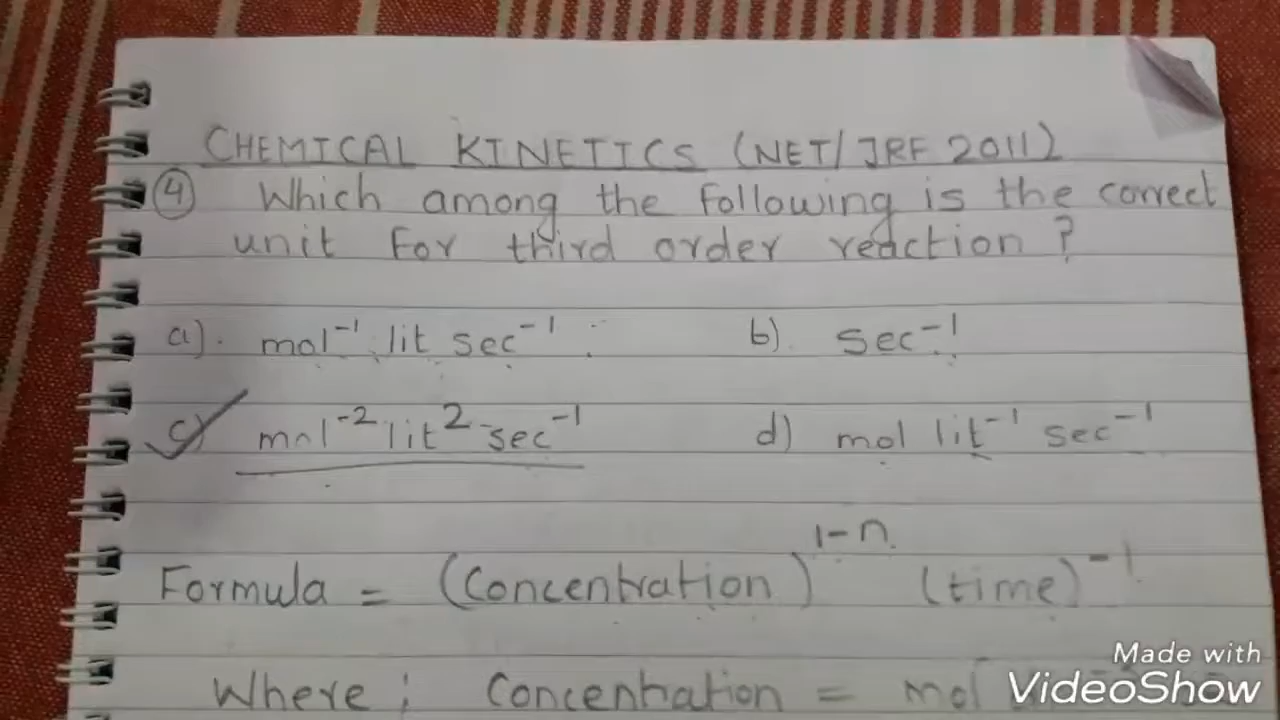 CHEMICAL KINETICS (NET/JRF 2011)
④ Which among the following is the correct
unit for third order reaction?
a). mol⁻¹ lit sec⁻¹ b). sec⁻¹
c) mol⁻² lit² sec⁻¹ d) mol lit⁻¹ sec⁻¹
Formula = (Concentration)¹⁻ⁿ (time)⁻¹
Where; Concentration = mol
Made with
VideoShow